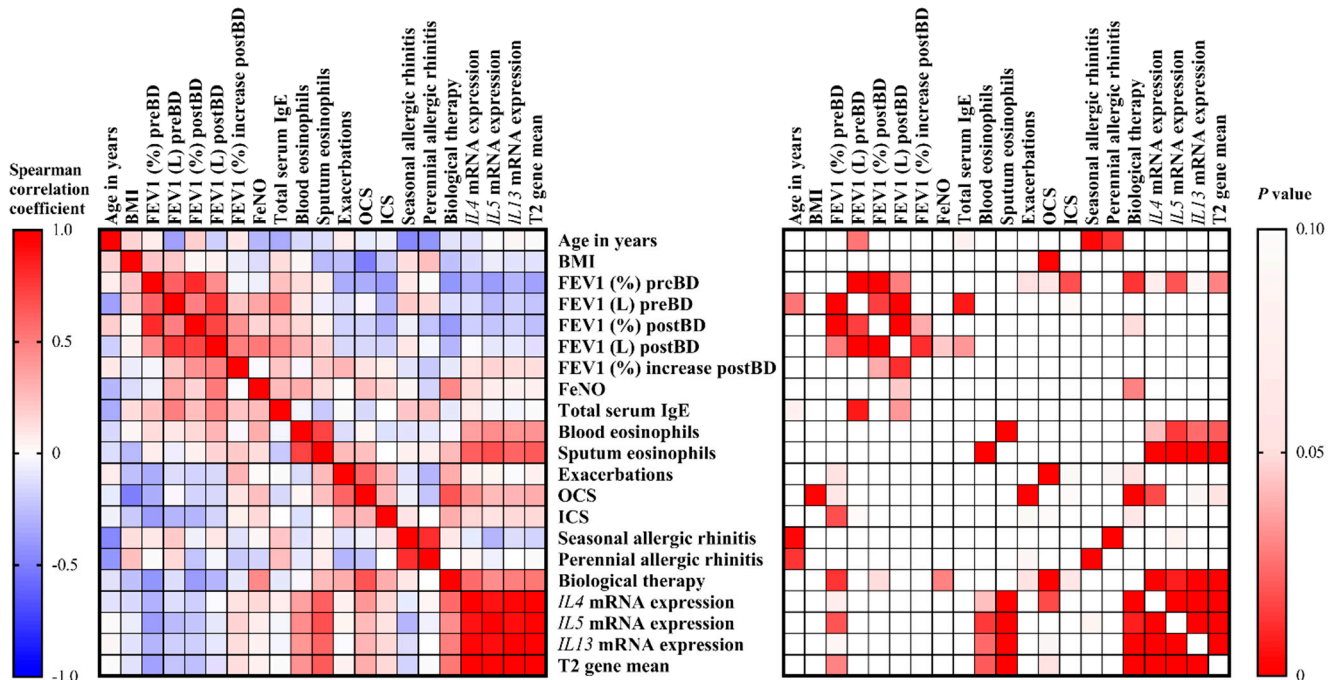 Spearman
correlation
coefficient
1.0
0.5
0
-0.5
-1.0
Age in years
BMI
FEV1 (%) preBD
FEV1 (L) preBD
FEV1 (%) postBD
FEV1 (L) postBD
FEV1 (%) increase postBD
FeNO
Total serum IgE
Blood eosinophils
Sputum eosinophils
Exacerbations
OCS
ICS
Seasonal allergic rhinitis
Perennial allergic rhinitis
Biological therapy
IL4 mRNA expression
IL5 mRNA expression
IL13 mRNA expression
T2 gene mean
Age in years
BMI
FEV1 (%) preBD
FEV1 (L) preBD
FEV1 (%) postBD
FEV1 (L) postBD
FEV1 (%) increase postBD
FeNO
Total serum IgE
Blood eosinophils
Sputum eosinophils
Exacerbations
OCS
ICS
Seasonal allergic rhinitis
Perennial allergic rhinitis
Biological therapy
IL4 mRNA expression
IL5 mRNA expression
IL13 mRNA expression
T2 gene mean
Age in years
BMI
FEV1 (%) preBD
FEV1 (L) preBD
FEV1 (%) postBD
FEV1 (L) postBD
FEV1 (%) increase postBD
FeNO
Total serum IgE
Blood eosinophils
Sputum eosinophils
Exacerbations
OCS
ICS
Seasonal allergic rhinitis
Perennial allergic rhinitis
Biological therapy
IL4 mRNA expression
IL5 mRNA expression
IL13 mRNA expression
T2 gene mean
P value
0.10
0.05
0